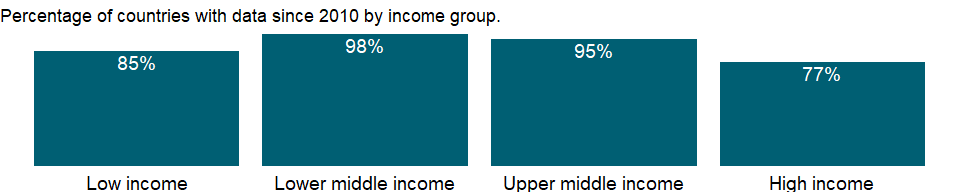 Percentage of countries with data since 2010 by income group.
85%
98%
95%
77%
Low income
Lower middle income
Upper middle income
High income